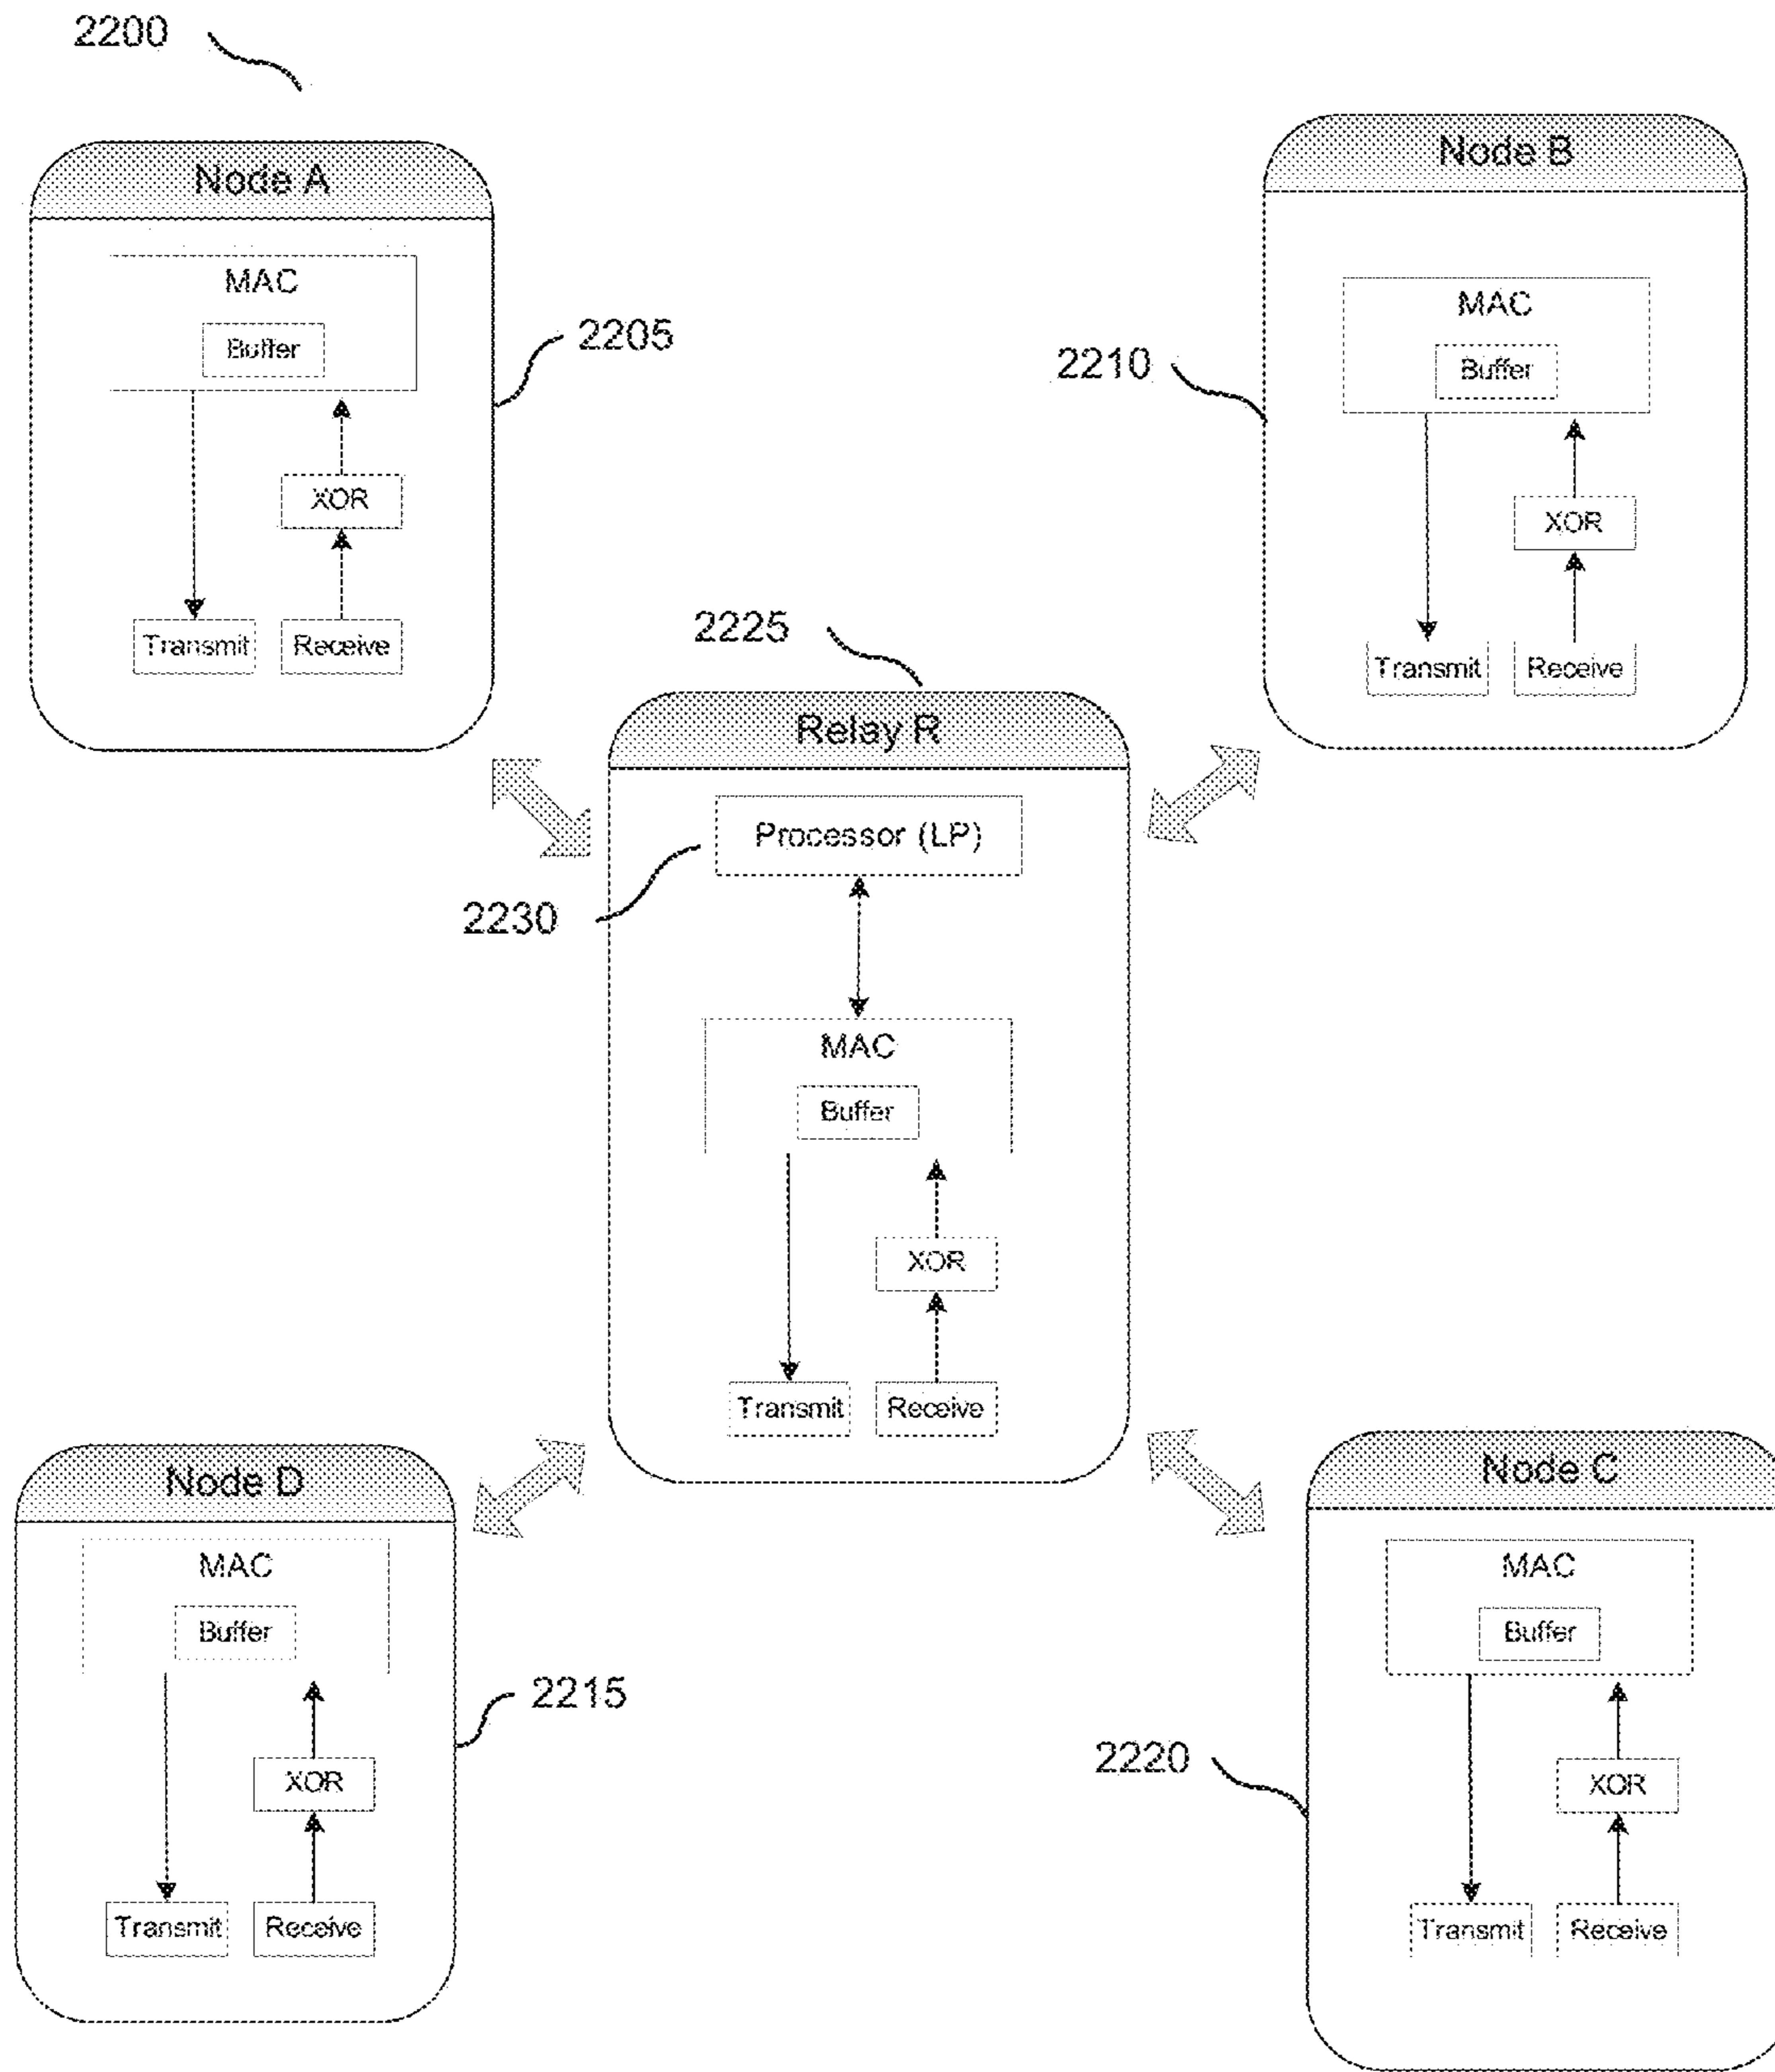 2200
Node A
MAC
Buffer
XOR
Transmit Receive
2205
Node B
MAC
Buffer
XOR
Transmit Receive
2210
2225
Relay R
Processor (LP)
2230
MAC
Buffer
XOR
Transmit Receive
Node D
MAC
Buffer
XOR
Transmit Receive
2215
Node C
MAC
Buffer
XOR
Transmit Receive
2220